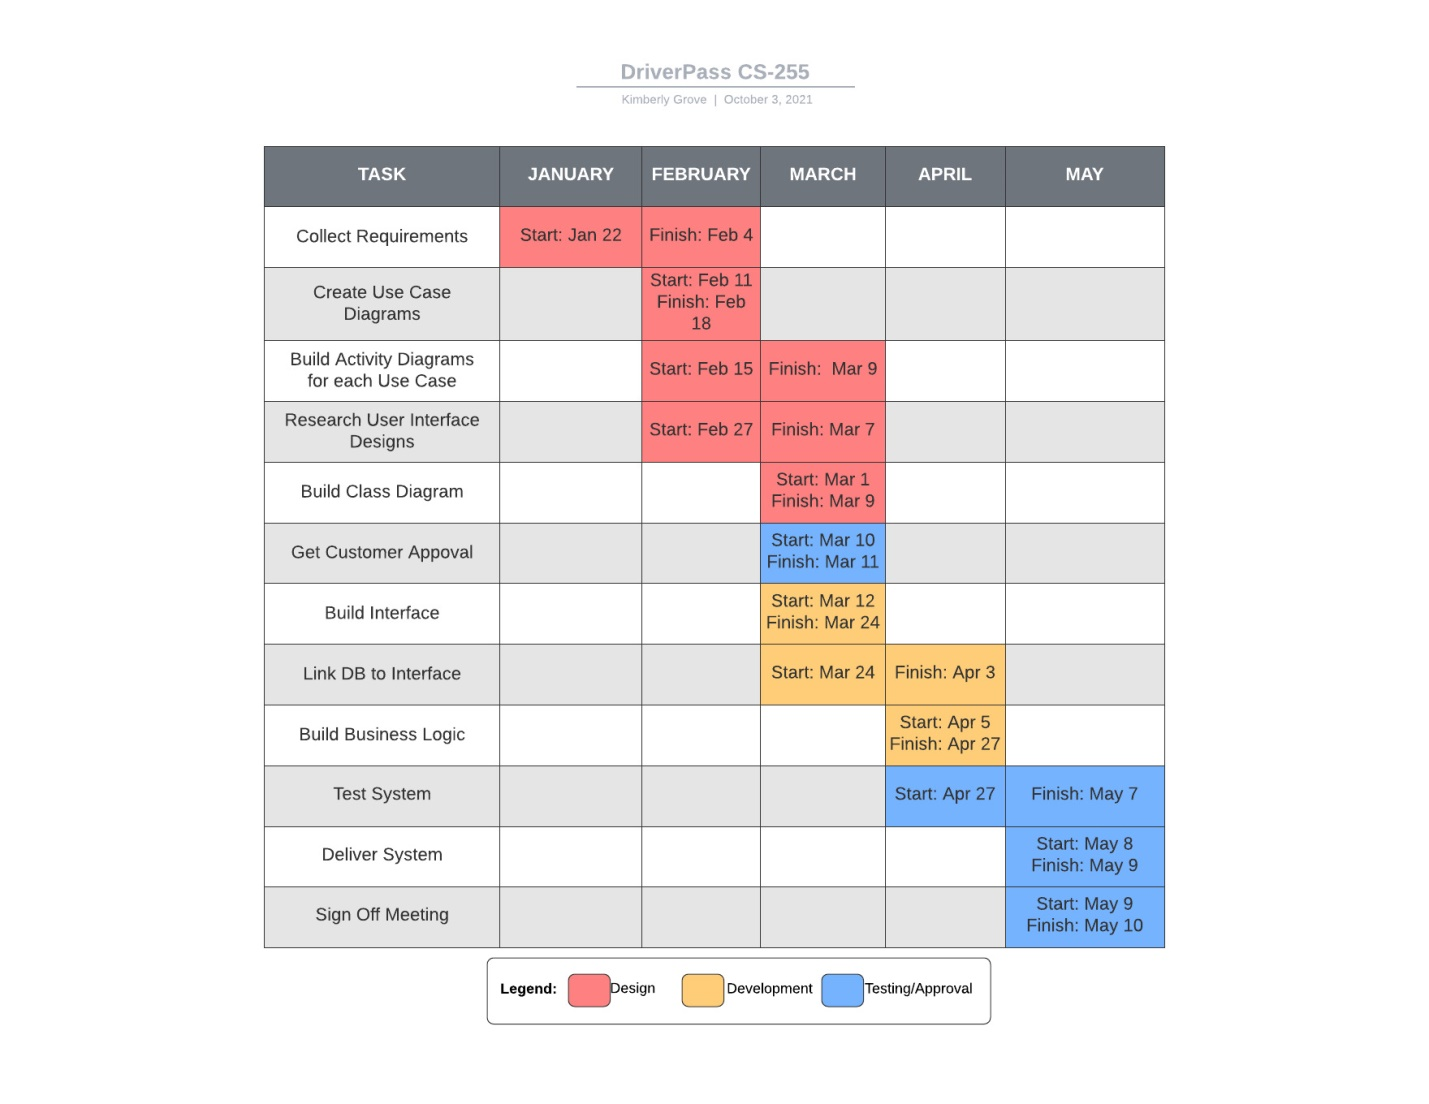 DriverPass CS-255
Kimberly Grove | October 3, 2021
TASK JANUARY FEBRUARY MARCH APRIL MAY
Collect Requirements Start: Jan 22 Finish: Feb 4
Create Use Case
Diagrams
Start: Feb 11
Finish: Feb
18
Build Activity Diagrams
for each Use Case
Start: Feb 15 Finish: Mar 9
Research User Interface
Designs
Start: Feb 27 Finish: Mar 7
Build Class Diagram
Start: Mar 1
Finish: Mar 9
Get Customer Appoval
Start: Mar 10
Finish: Mar 11
Build Interface
Start: Mar 12
Finish: Mar 24
Link DB to Interface Start: Mar 24 Finish: Apr 3
Build Business Logic
Start: Apr 5
Finish: Apr 27
Test System Start: Apr 27 Finish: May 7
Deliver System
Start: May 8
Finish: May 9
Sign Off Meeting
Start: May 9
Finish: May 10
Legend: Design Development Testing/Approval